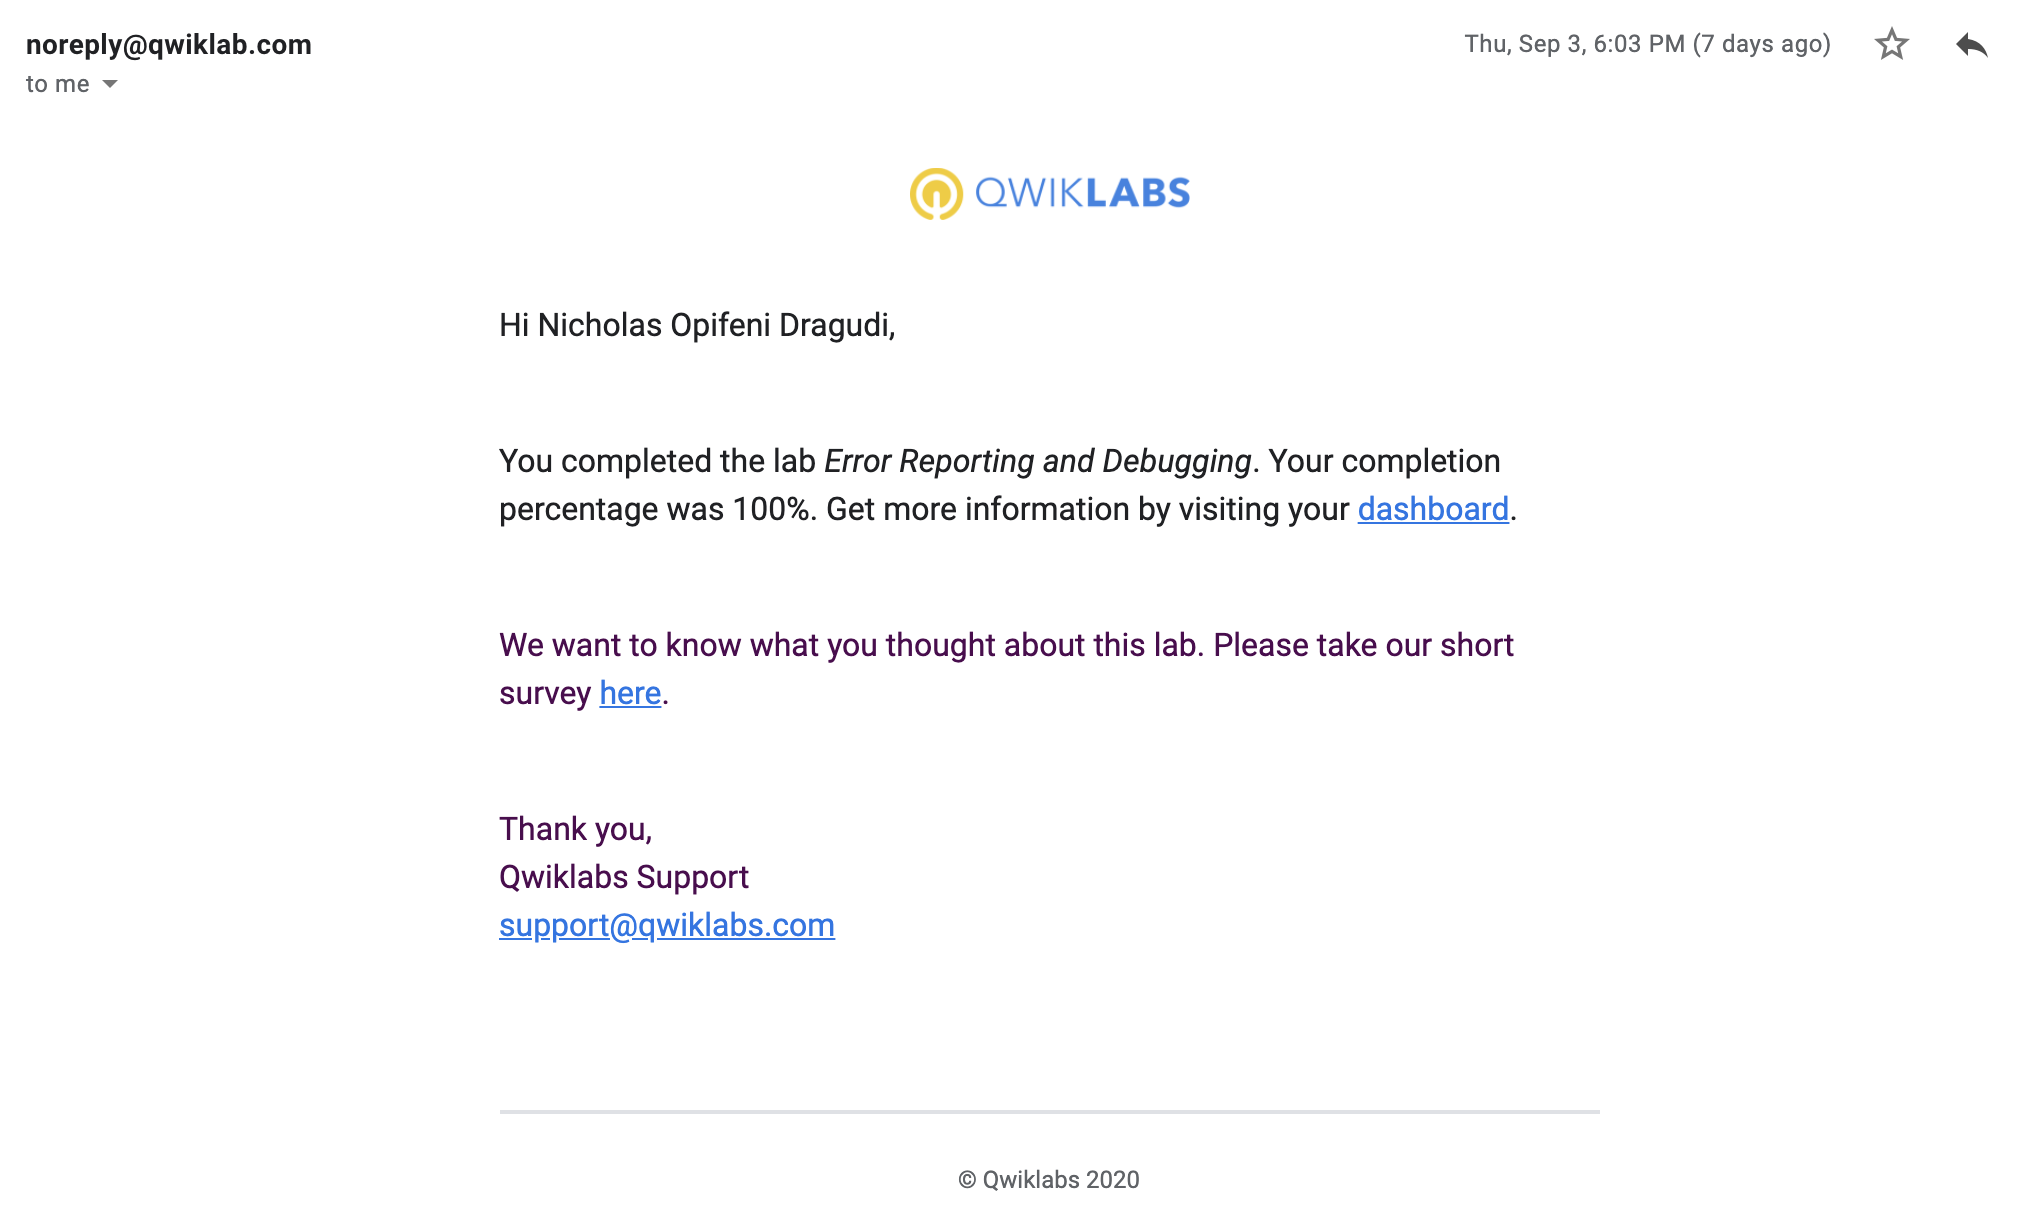 noreply@qwiklab.com
Thu, Sep 3, 6:03 PM (7 days ago)
to me
QWIKLABS
Hi Nicholas Opifeni Dragudi,
You completed the lab Error Reporting and Debugging. Your completion
percentage was 100%. Get more information by visiting your dashboard.
We want to know what you thought about this lab. Please take our short
survey here.
Thank you,
Qwiklabs Support
support@qwiklabs.com
© Qwiklabs 2020